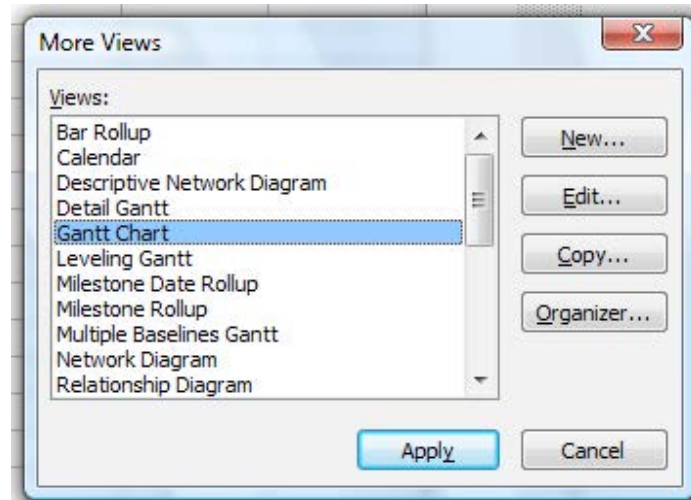 More Views
Views:
Bar Rollup
Calendar
Descriptive Network Diagram
Detail Gantt
Gantt Chart
Leveling Gantt
Milestone Date Rollup
Milestone Rollup
Multiple Baselines Gantt
Network Diagram
Relationship Diagram
New...
Edit...
Copy...
Organizer...
Apply
Cancel